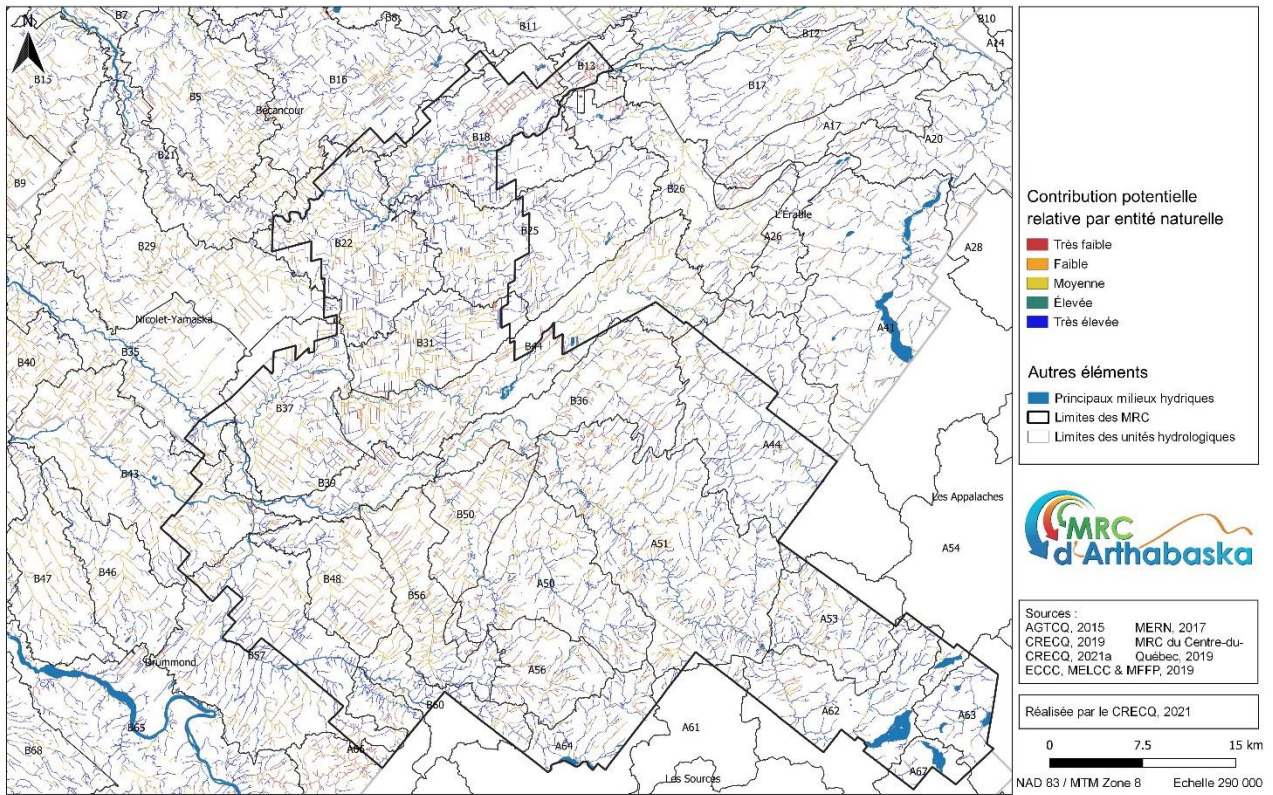 N
B7
B8
B11
B12
B10
A14
B15
B5
B16
B13
B17
Bécancour
B18
A17
A20
B21
B9
B26
L'Érable
B29
B22
B25
A26
A28
Nicolet-Yamaska
A41
B40
B35
B31
B44
B37
B36
A44
B43
B39
Les Appalaches
B50
A51
A54
B47
B46
B48
B56
A50
A53
Drummond
B57
A56
B60
A62
A63
B65
A61
B68
A66
A64
Les Sources
A67
Contribution potentielle
relative par entité naturelle
Très faible
Faible
Moyenne
Élevée
Très élevée
Autres éléments
Principaux milieux hydriques
Limites des MRC
Limites des unités hydrologiques
MRC
d'Arthabaska
Sources :
AGTCQ, 2015 MERN, 2017
CRECQ, 2019 MRC du Centre-du-
CRECQ, 2021a Québec, 2019
ECCC, MELCC & MFFP, 2019
Réalisée par le CRECQ, 2021
0 7.5 15 km
NAD 83 / MTM Zone 8 Echelle 290 000